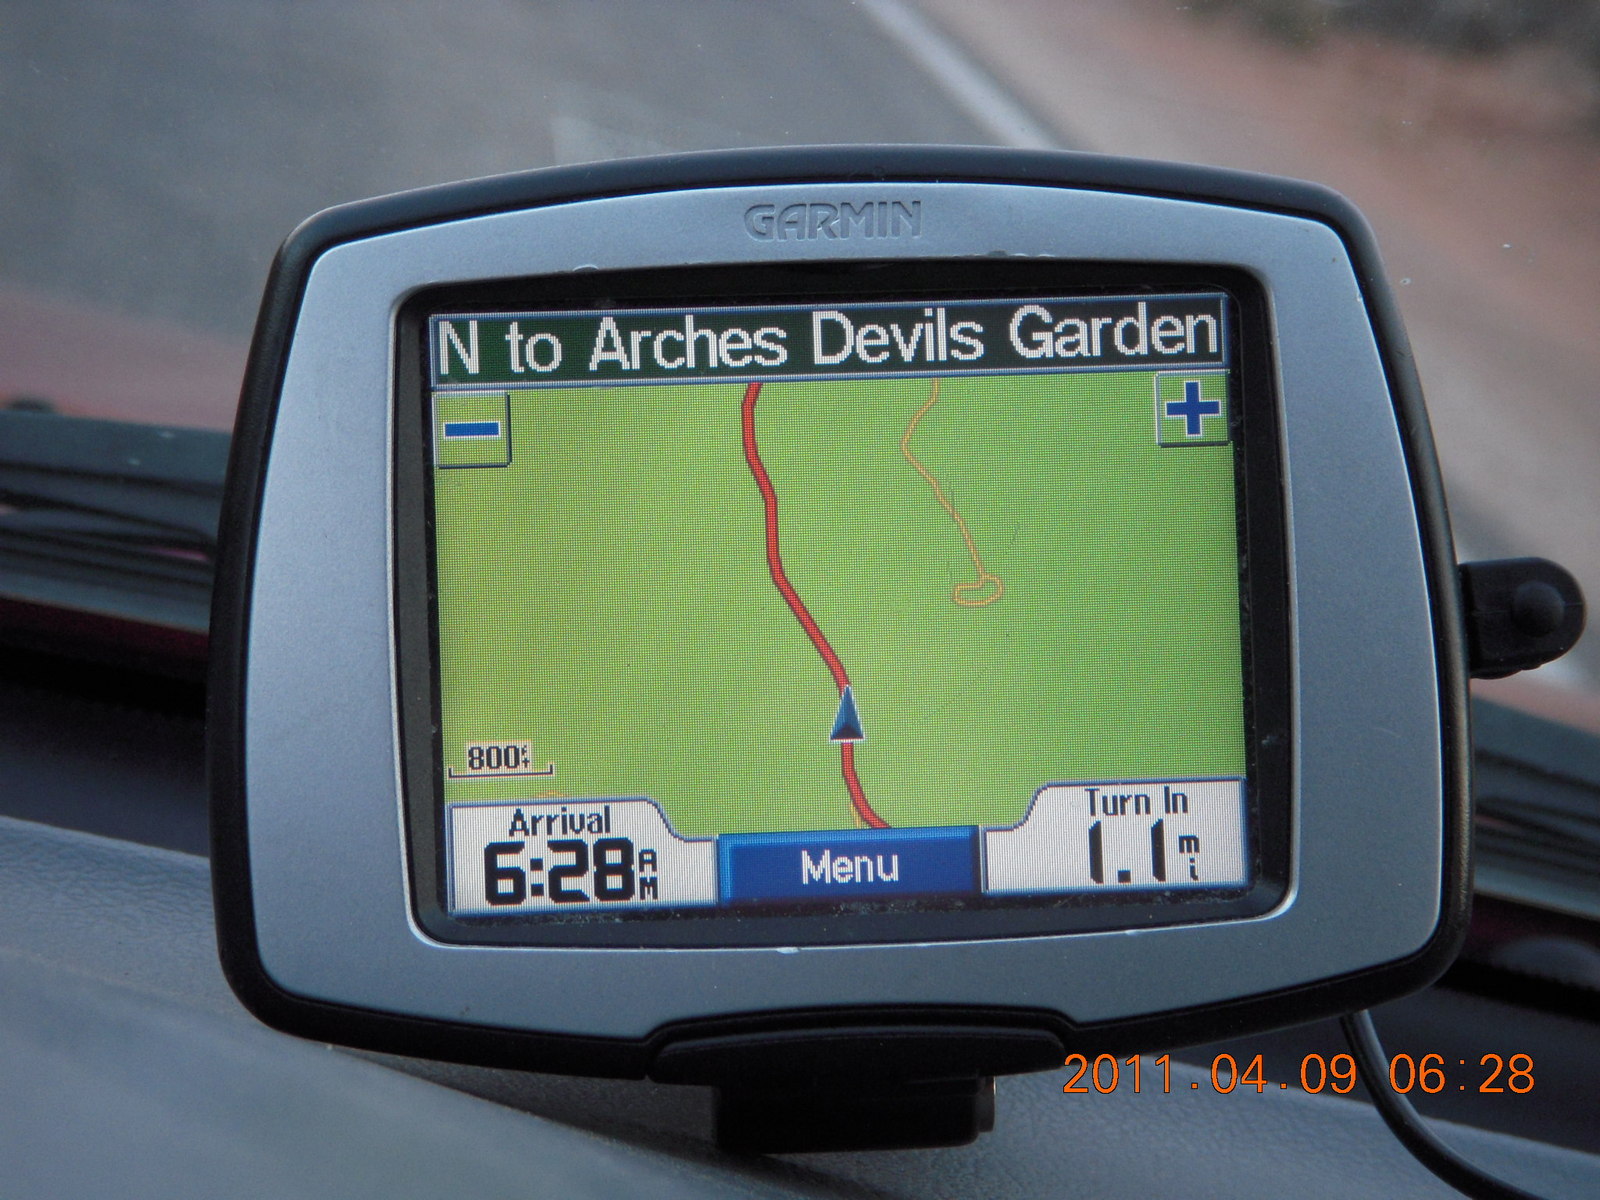 GARMIN
N to Arches Devils Garden
800ft
Arrival
6:28AM
Menu
Turn In
1.1mi
2011.04.09 06:28